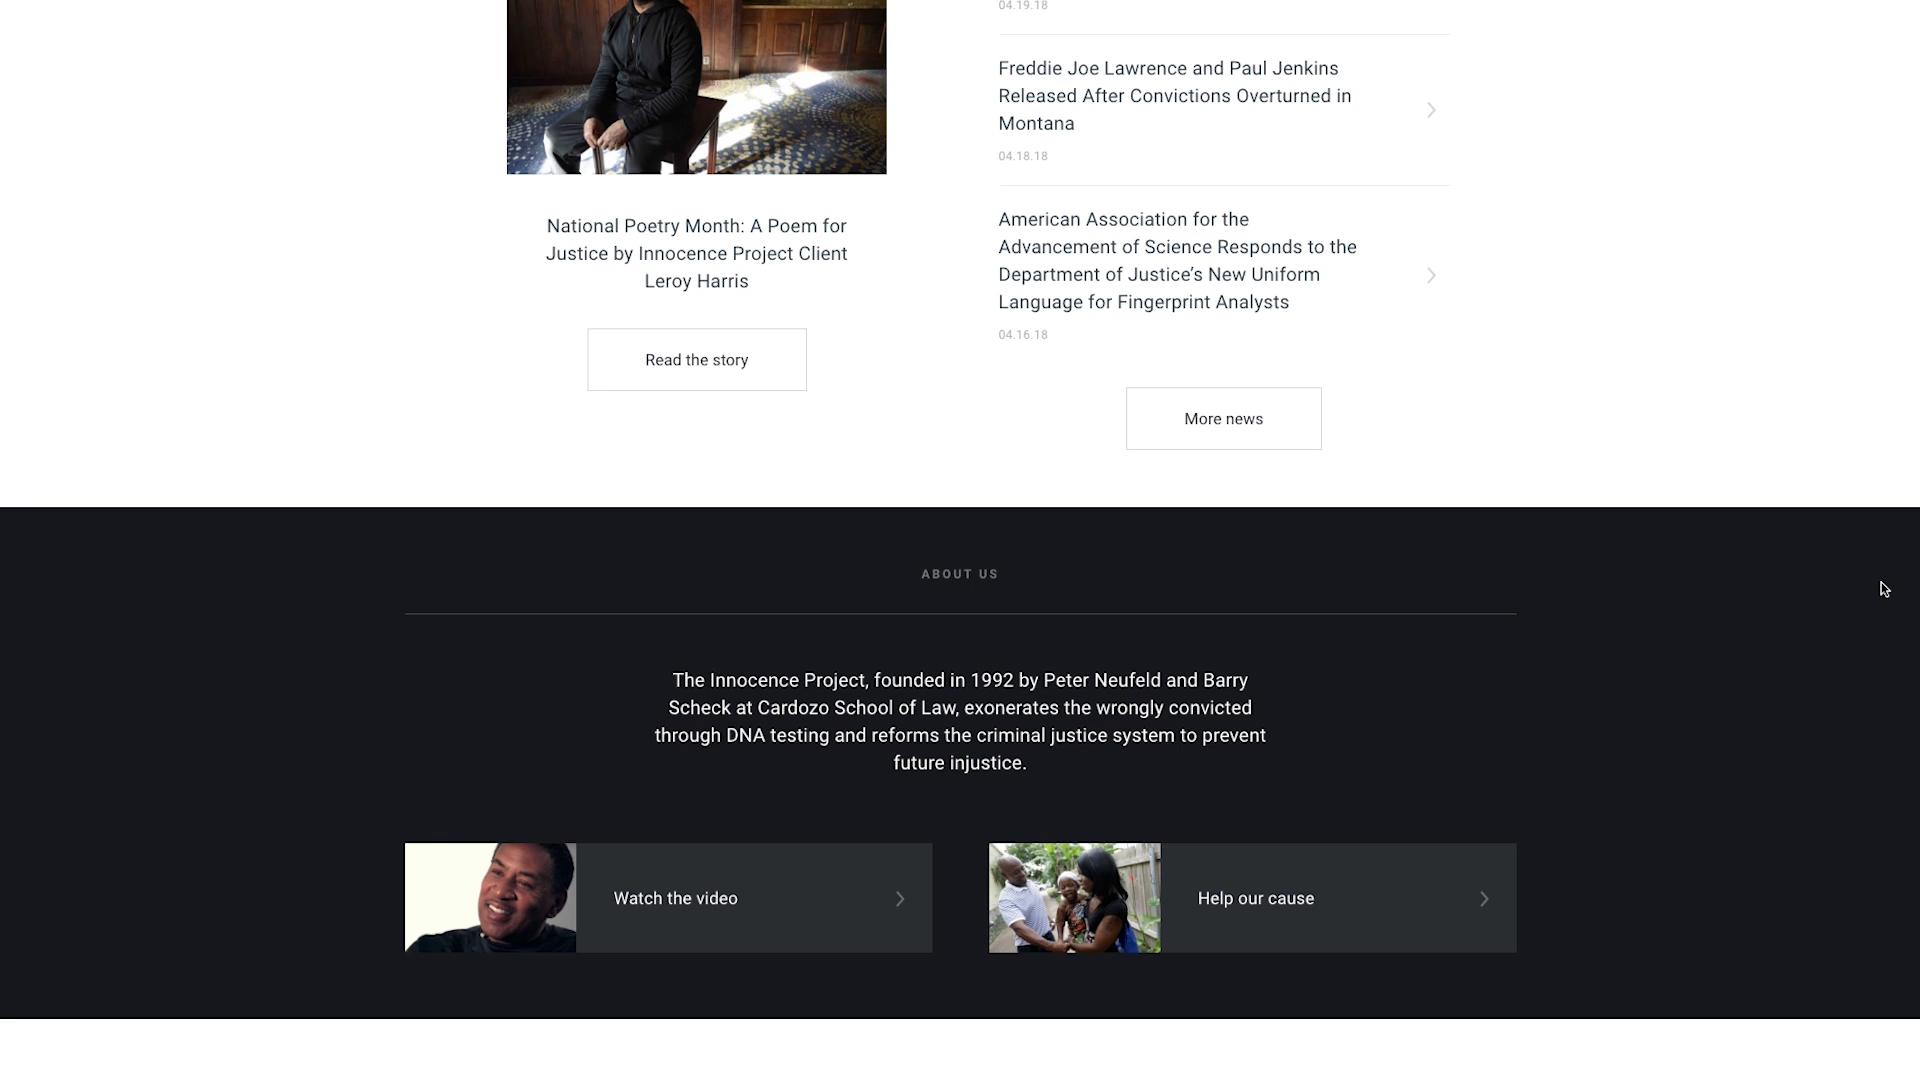 National Poetry Month: A Poem for
Justice by Innocence Project Client
Leroy Harris
Read the story
04.19.18
Freddie Joe Lawrence and Paul Jenkins
Released After Convictions Overturned in
Montana
04.18.18
American Association for the
Advancement of Science Responds to the
Department of Justice’s New Uniform
Language for Fingerprint Analysts
04.16.18
More news
ABOUT US
The Innocence Project, founded in 1992 by Peter Neufeld and Barry
Scheck at Cardozo School of Law, exonerates the wrongly convicted
through DNA testing and reforms the criminal justice system to prevent
future injustice.
Watch the video
Help our cause